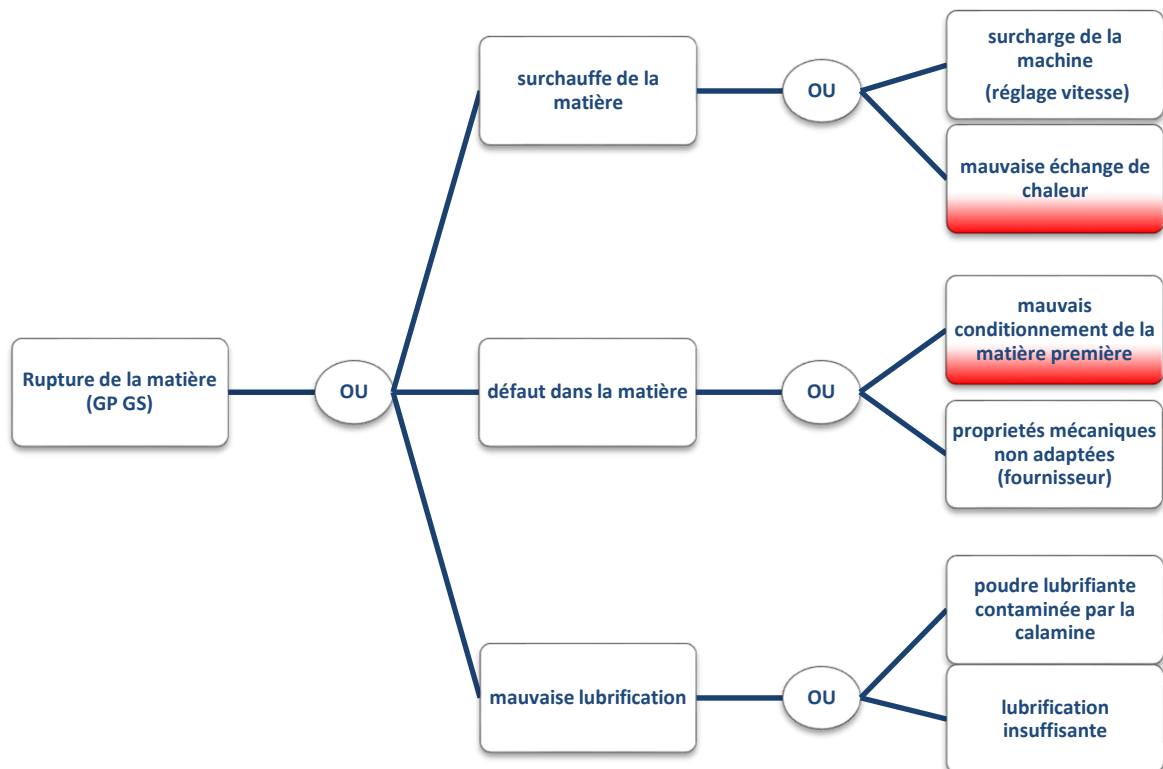 surchauffe de la
matière
OU
surcharge de la
machine
(réglage vitesse)
mauvaise échange de
chaleur
Rupture de la matière
(GP GS)
OU
défaut dans la matière
OU
mauvais
conditionnement de la
matière première
proprietés mécaniques
non adaptées
(fournisseur)
mauvaise lubrification
OU
poudre lubrifiante
contaminée par la
calamine
lubrification
insuffisante